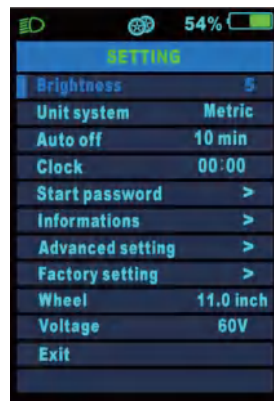 54%
SETTING
Brightness 5
Unit system Metric
Auto off 10 min
Clock 00:00
Start password >
Informations >
Advanced setting >
Factory setting >
Wheel 11.0 inch
Voltage 60V
Exit